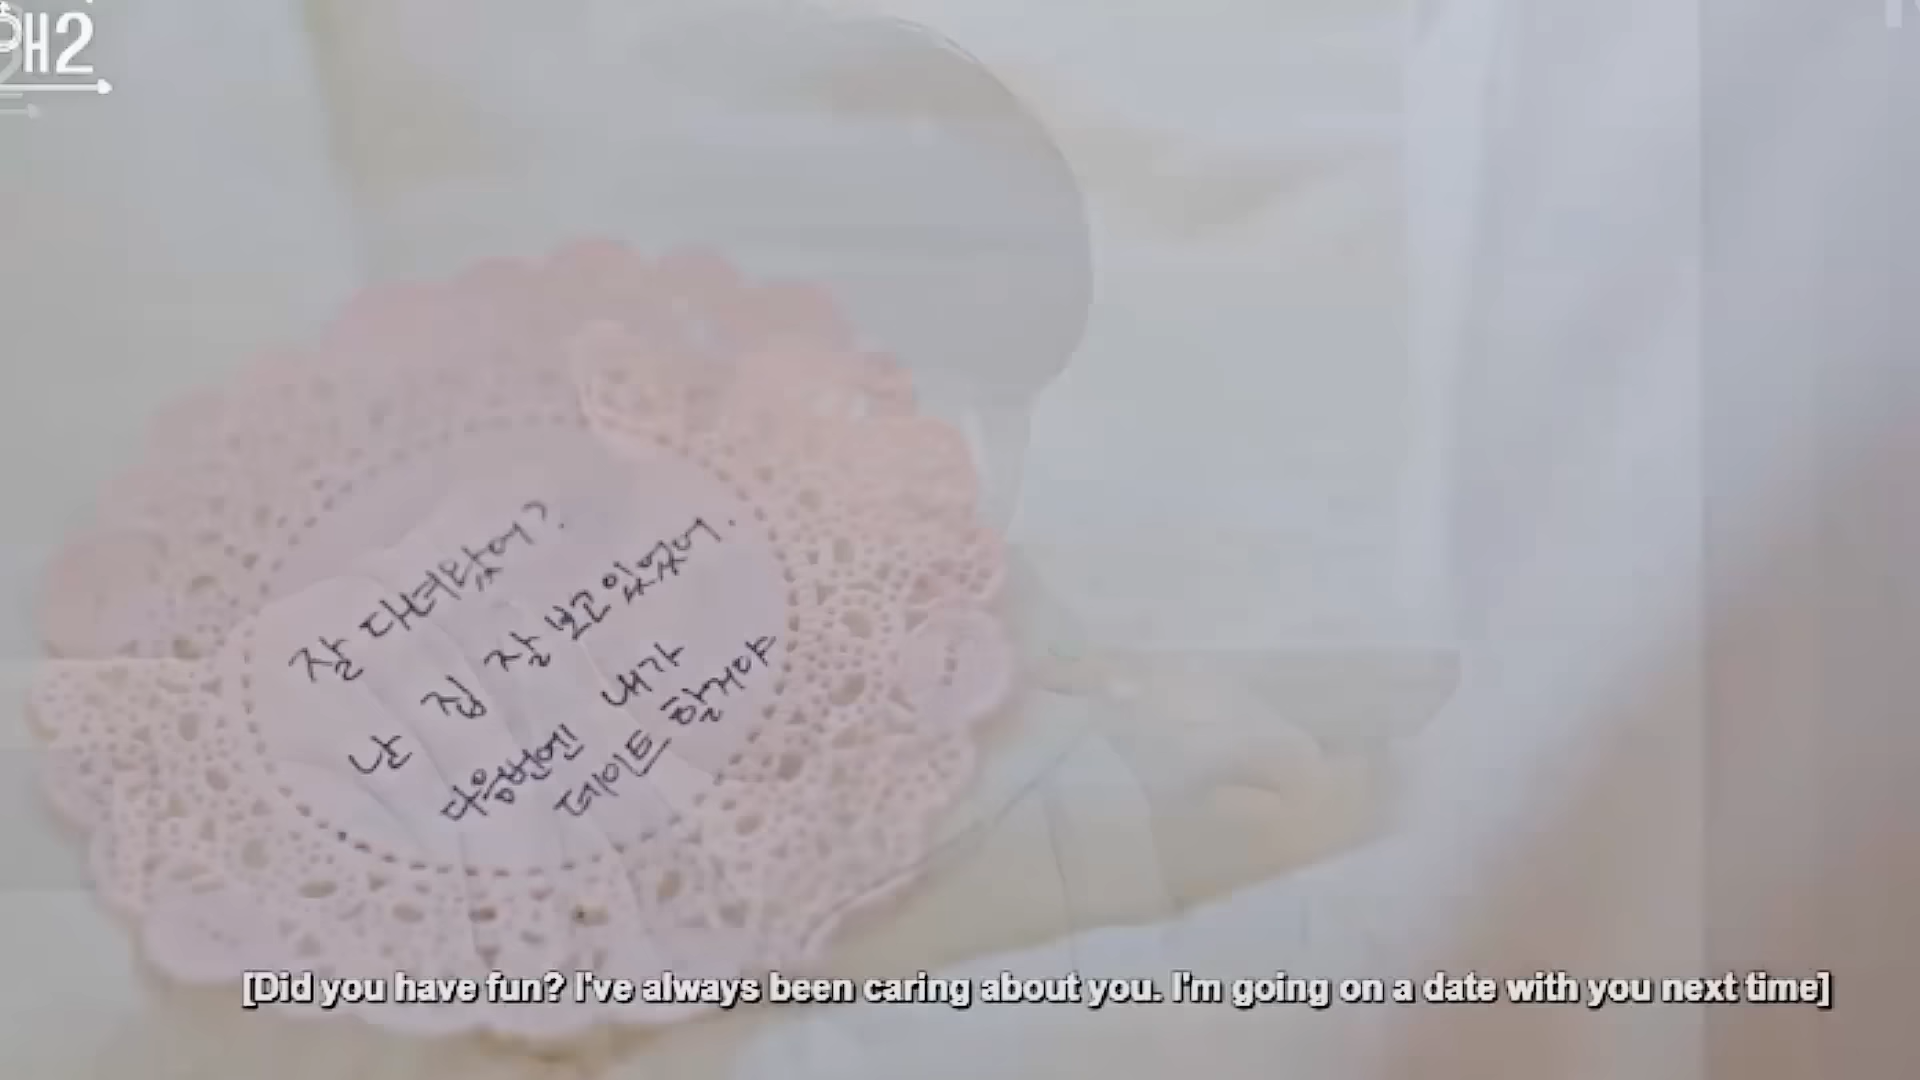 H2
잘 다녀왔어?
난 집 잘 보고 있었어.
다음번엔 내가
데이트 할거야
[Did you have fun? I've always been caring about you. I'm going on a date with you next time]